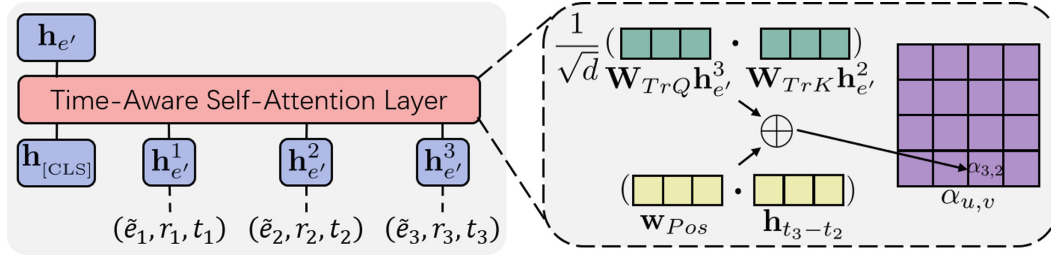 h_{e'}
Time-Aware Self-Attention Layer
h_{[CLS]} h^1_{e'} h^2_{e'} h^3_{e'}
(ẽ_1, r_1, t_1) (ẽ_2, r_2, t_2) (ẽ_3, r_3, t_3)
1/√d ( · )
W_{TrQ}h^3_{e'} W_{TrK}h^2_{e'}
⊕
( · )
w_{Pos} h_{t_3−t_2}
α_{3,2}
α_{u,v}